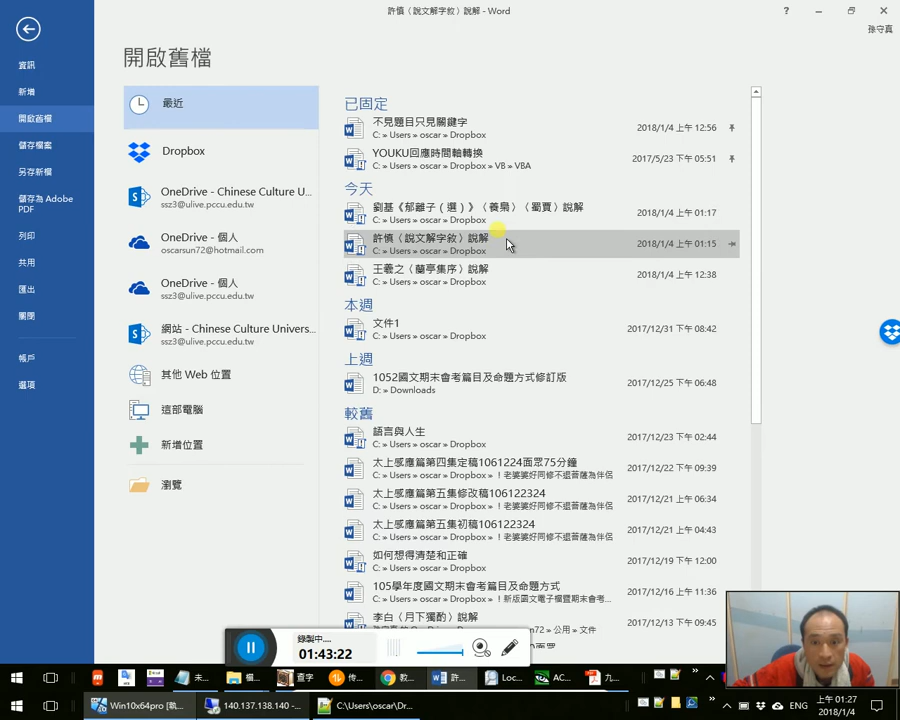 許慎〈說文解字敘〉說解 - Word
?
孫守真
資訊
新增
開啟舊檔
儲存檔案
另存新檔
儲存為 Adobe
PDF
列印
共用
匯出
關閉
帳戶
選項
開啟舊檔
最近
Dropbox
OneDrive - Chinese Culture U...
ssz3@ulive.pccu.edu.tw
OneDrive - 個人
oscarsun72@hotmail.com
OneDrive - 個人
ssz3@ulive.pccu.edu.tw
網站 - Chinese Culture Univers...
ssz3@ulive.pccu.edu.tw
其他 Web 位置
這部電腦
新增位置
瀏覽
已固定
不見題目只見關鍵字
C: » Users » oscar » Dropbox
2018/1/4 上午 12:56
YOUKU回應時間軸轉換
C: » Users » oscar » Dropbox » VB » VBA
2017/5/23 下午 05:51
今天
劉基《郁離子（選）》〈養梟〉〈蜀賈〉說解
C: » Users » oscar » Dropbox
2018/1/4 上午 01:17
許慎〈說文解字敘〉說解
C: » Users » oscar » Dropbox
2018/1/4 上午 01:15
王羲之〈蘭亭集序〉說解
C: » Users » oscar » Dropbox
2018/1/4 上午 12:38
本週
文件1
C: » Users » oscar » Dropbox
2017/12/31 下午 08:42
上週
1052國文期末會考篇目及命題方式修訂版
D: » Downloads
2017/12/25 下午 06:48
較舊
語言與人生
C: » Users » oscar » Dropbox
2017/12/23 下午 02:44
太上感應篇第四集定稿1061224面眾75分鐘
C: » Users » oscar » Dropbox » ！老婆婆好同修不退菩薩為伴侶
2017/12/22 下午 09:39
太上感應篇第五集修改稿106122324
C: » Users » oscar » Dropbox » ！老婆婆好同修不退菩薩為伴侶
2017/12/21 下午 06:34
太上感應篇第五集初稿106122324
C: » Users » oscar » Dropbox » ！老婆婆好同修不退菩薩為伴侶
2017/12/21 上午 04:43
如何想得清楚和正確
C: » Users » oscar » Dropbox
2017/12/19 下午 12:00
105學年度國文期末會考篇目及命題方式
C: » Users » oscar » Dropbox » ！新版國文電子檔暨期末會考...
2017/12/16 上午 11:36
李白〈月下獨酌〉說解
2017/12/13 上午 09:45
錄製中....
01:43:22
未...
檔...
查字
傳...
教...
許...
Loc...
AC...
九...
Win10x64pro [執...
140.137.138.140 -...
C:\Users\oscar\Dr...
ENG
上午 01:27
2018/1/4